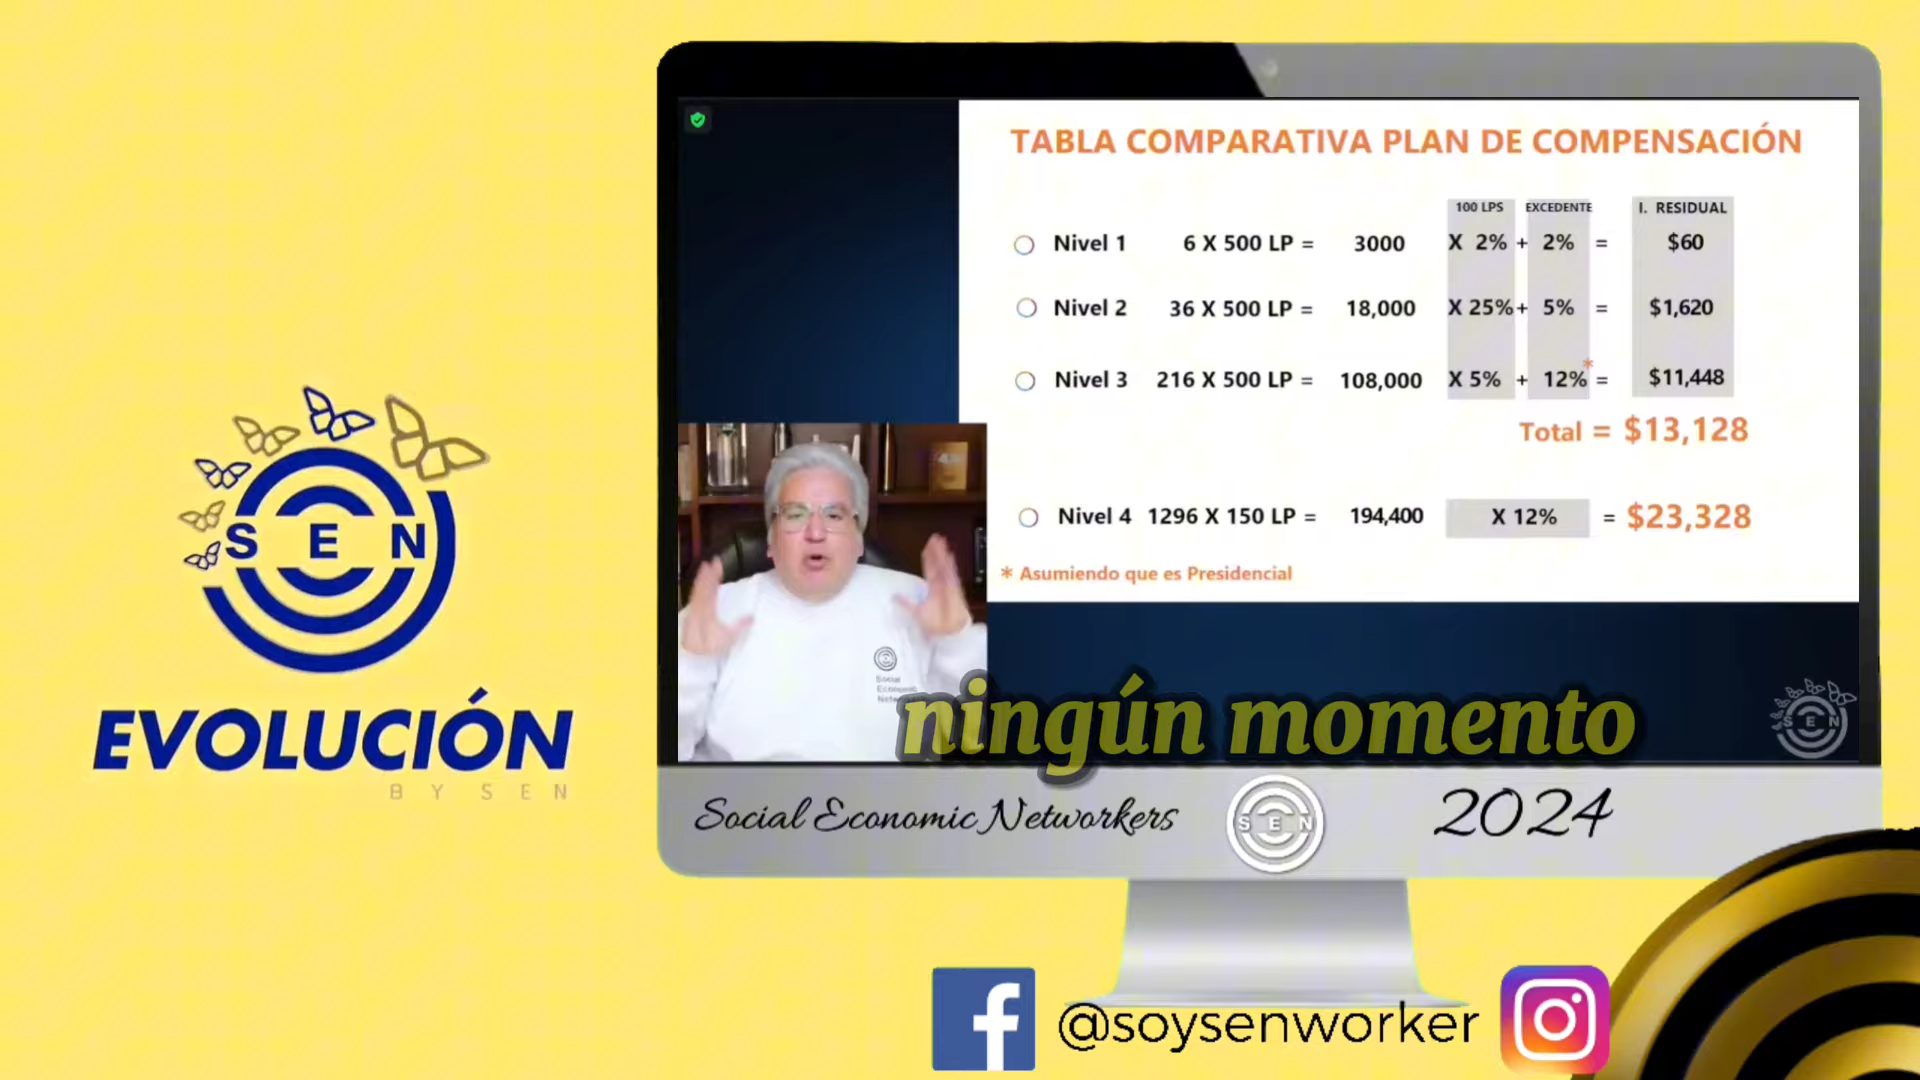 S E N
EVOLUCIÓN
BY SEN
TABLA COMPARATIVA PLAN DE COMPENSACIÓN
100 LPS EXCEDENTE I. RESIDUAL
Nivel 1 6 X 500 LP = 3000 X 2% + 2% = $60
Nivel 2 36 X 500 LP = 18,000 X 25% + 5% = $1,620
Nivel 3 216 X 500 LP = 108,000 X 5% + 12%* = $11,448
Total = $13,128
Nivel 4 1296 X 150 LP = 194,400 X 12% = $23,328
* Asumiendo que es Presidencial
Social
ningún momento
S E N
Social Economic Networkers
S E N
2024
@soysenworker